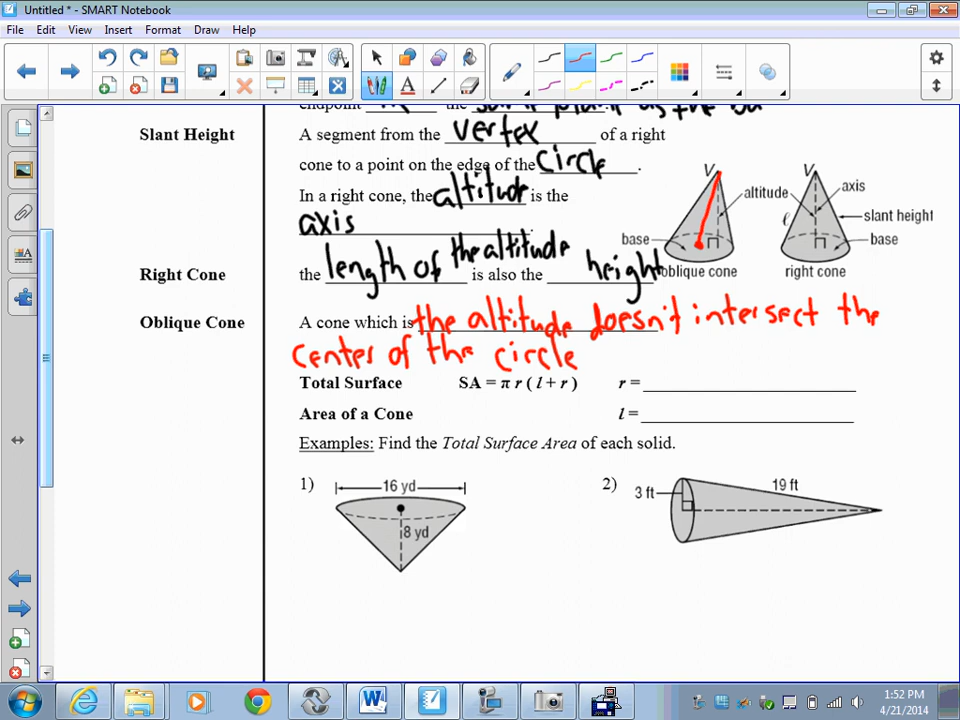 Untitled * - SMART Notebook
File Edit View Insert Format Draw Help
endpoint the
Slant Height A segment from the vertex of a right
cone to a point on the edge of the circle.
In a right cone, the altitude is the
axis.
Right Cone the length of the altitude is also the height
V V
altitude axis
ℓ slant height
base base
oblique cone right cone
Oblique Cone A cone which is the altitude doesn't intersect the
center of the circle
Total Surface SA = π r ( l + r ) r =
Area of a Cone l =
Examples: Find the Total Surface Area of each solid.
1) 16 yd 2) 3 ft 19 ft
8 yd
1:52 PM
4/21/2014